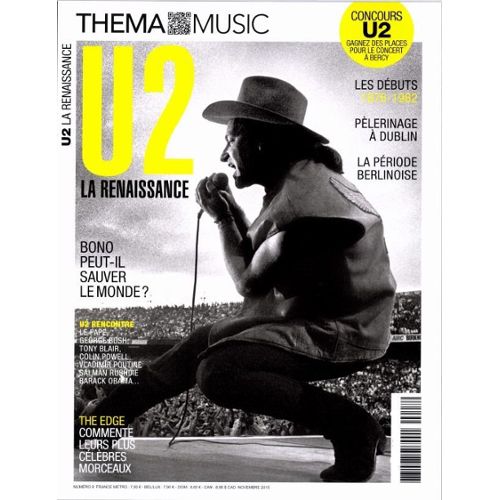 THEMA MUSIC
CONCOURS
U2
GAGNEZ DES PLACES
POUR LE CONCERT
À BERCY
U2 LA RENAISSANCE
U2
LA RENAISSANCE
LES DÉBUTS
1976-1982
PÈLERINAGE
À DUBLIN
LA PÉRIODE
BERLINOISE
BONO
PEUT-IL
SAUVER
LE MONDE ?
U2 RENCONTRE
LE PAPE,
GEORGE BUSH,
TONY BLAIR,
COLIN POWELL,
VLADIMIR POUTINE
SALMAN RUSHDIE
BARACK OBAMA...
THE EDGE
COMMENTE
LEURS PLUS
CÉLÈBRES
MORCEAUX